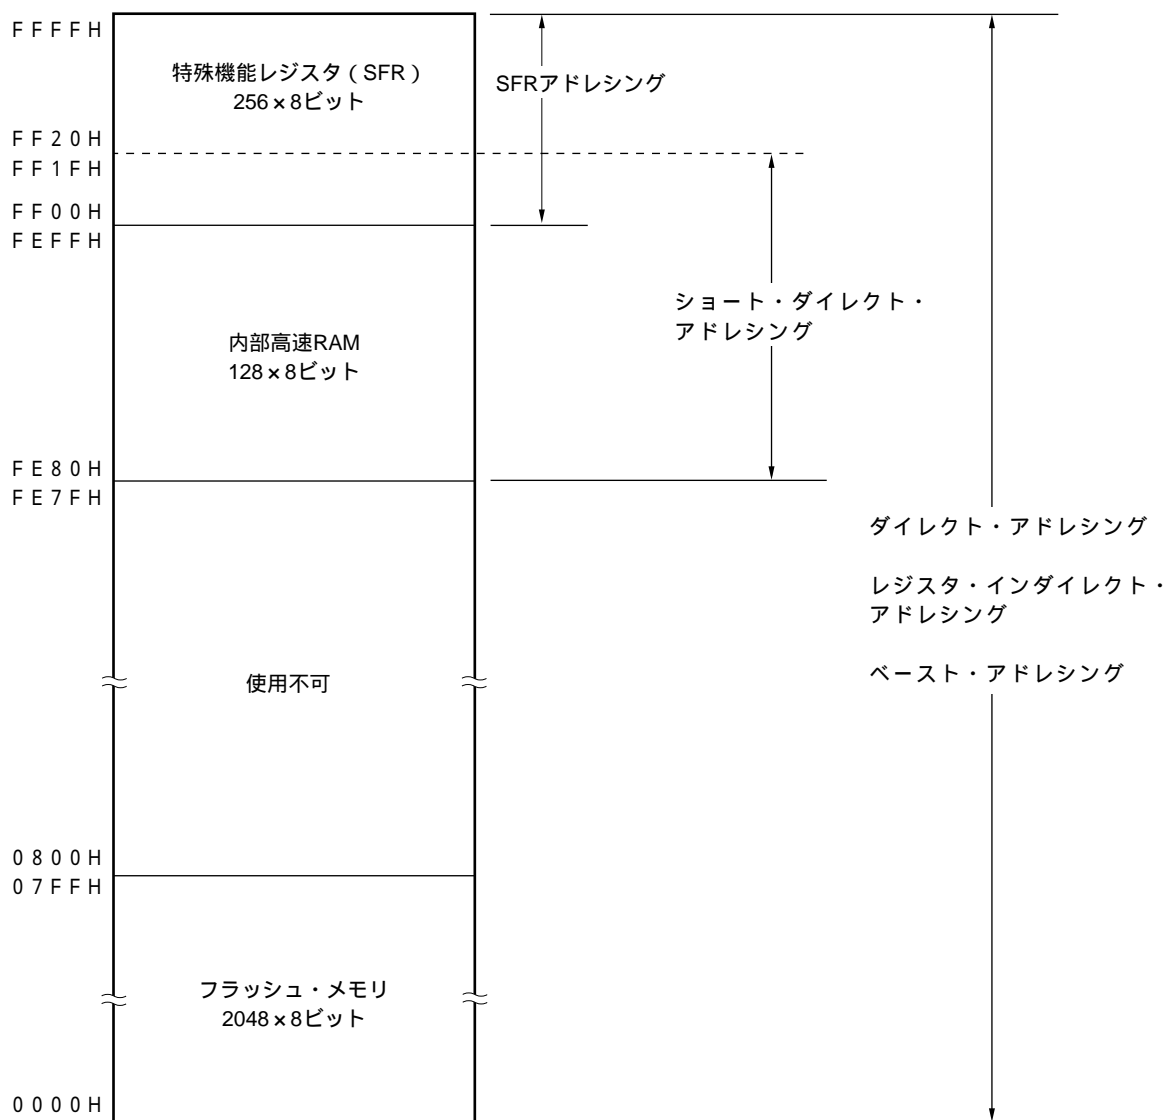 FFFFH
特殊機能レジスタ(SFR)
256×8ビット
SFRアドレシング
FF20H
FF1FH
FF00H
FEFFH
ショート・ダイレクト・
アドレシング
内部高速RAM
128×8ビット
FE80H
FE7FH
ダイレクト・アドレシング
レジスタ・インダイレクト・
アドレシング
ベースト・アドレシング
使用不可
0800H
07FFH
フラッシュ・メモリ
2048×8ビット
0000H